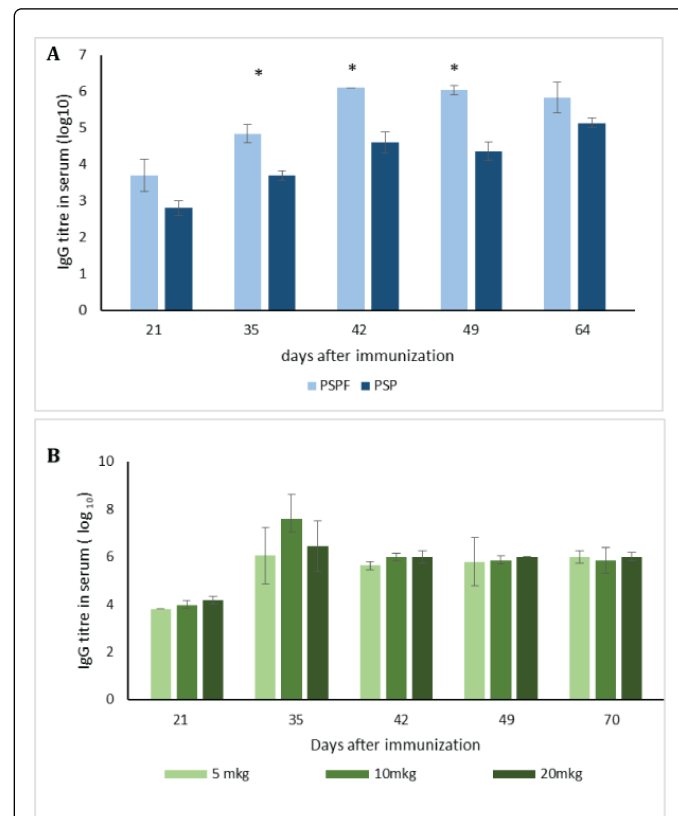 A
7
6
5
4
3
2
1
0
IgG titre in serum (log10)
* * *
21 35 42 49 64
days after immunization
PSPF PSP
B
10
8
6
4
2
0
IgG titre in serum ( log 10)
21 35 42 49 70
Days after immunization
5 mkg 10mkg 20mkg